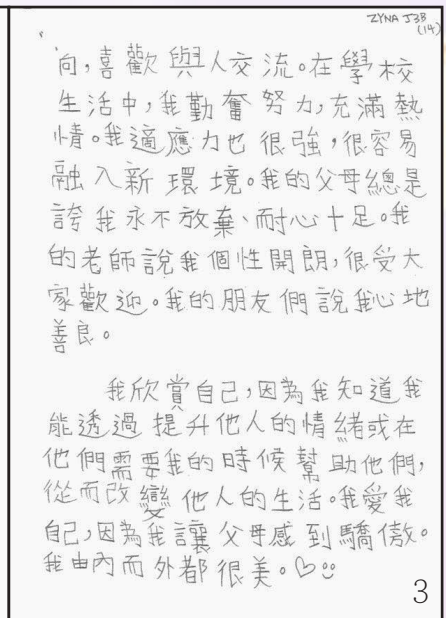 ZYNA J3B
(14)
向,喜歡與人交流。在學校
生活中,我勤奮努力,充滿熱
情。我適應力也很強,很容易
融入新環境。我的父母總是
誇我永不放棄、耐心十足。我
的老師說我個性開朗,很受大
家歡迎。我的朋友們說我心地
善良。
我欣賞自己,因為我知道我
能透過提升他人的情緒或在
他們需要我的時候幫助他們,
從而改變他人的生活。我愛我
自己,因為我讓父母感到驕傲。
我由內而外都很美。♡
3